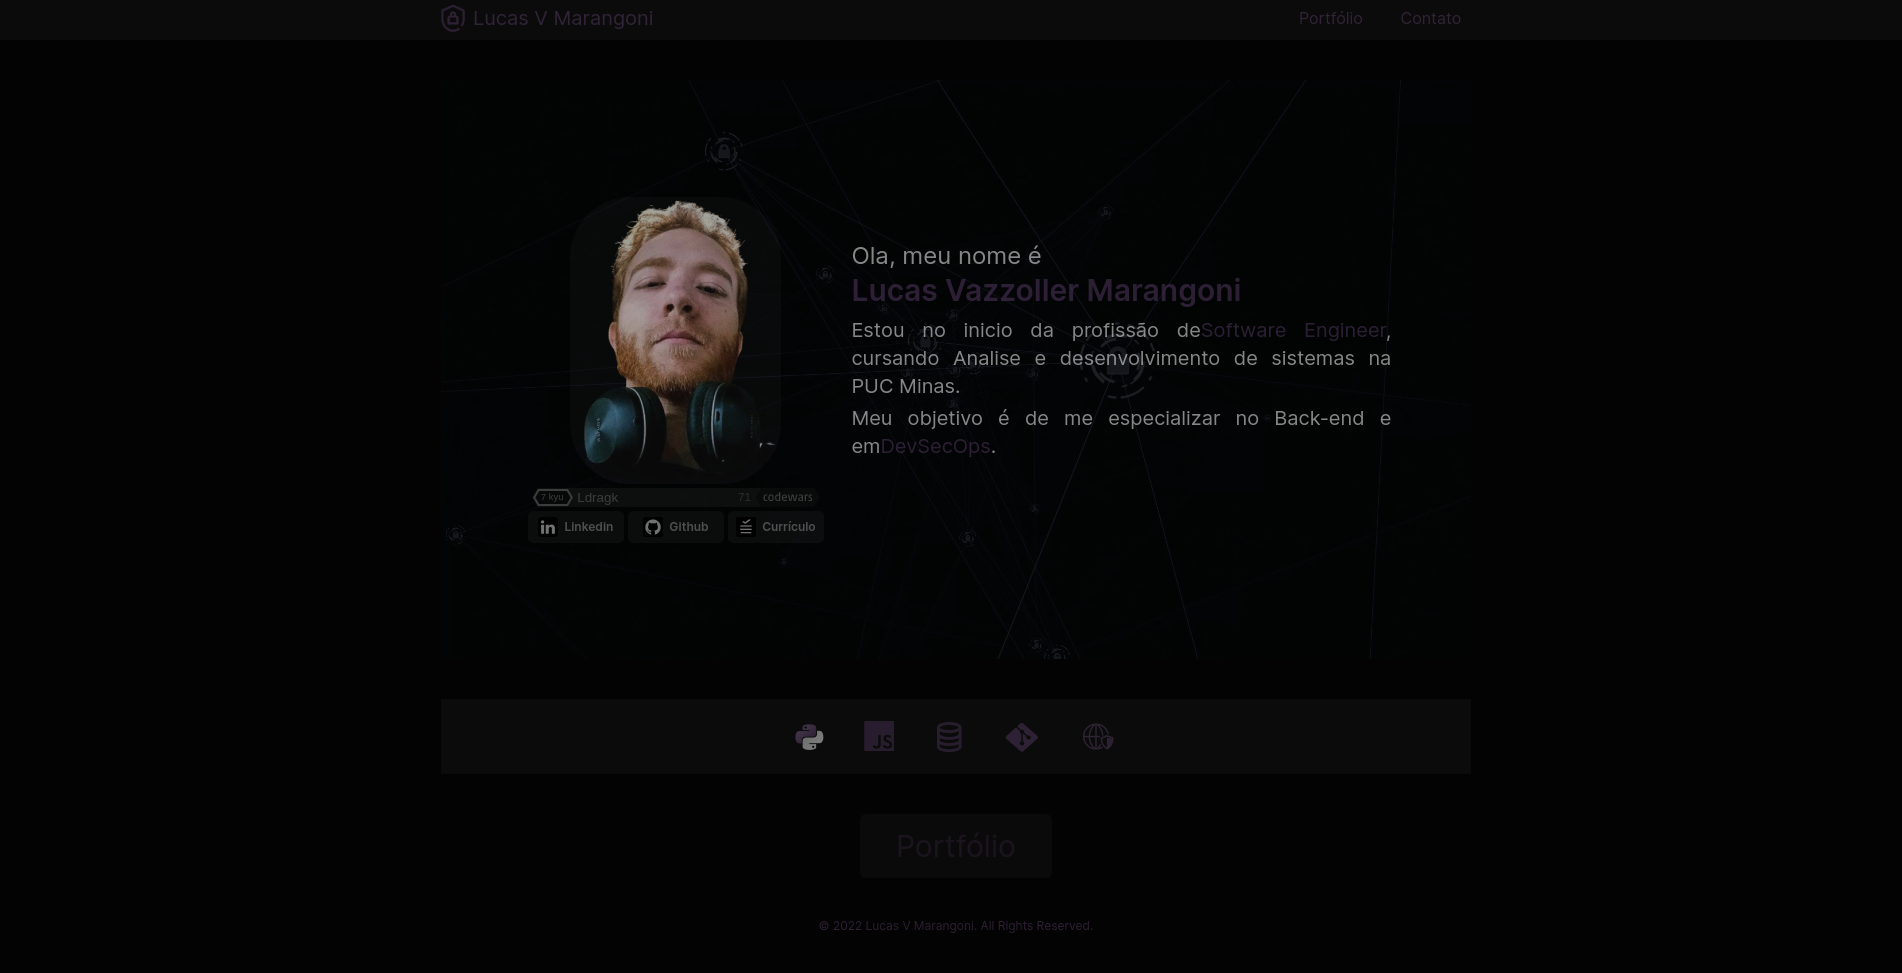 Lucas V Marangoni
Portfólio
Contato
Ola, meu nome é
Lucas Vazzoller Marangoni
Estou no inicio da profissão deSoftware Engineer,
cursando Analise e desenvolvimento de sistemas na
PUC Minas.
Meu objetivo é de me especializar no Back-end e
emDevSecOps.
7 kyu Ldragk 71 codewars
Linkedin
Github
Currículo
JS
Portfólio
© 2022 Lucas V Marangoni. All Rights Reserved.